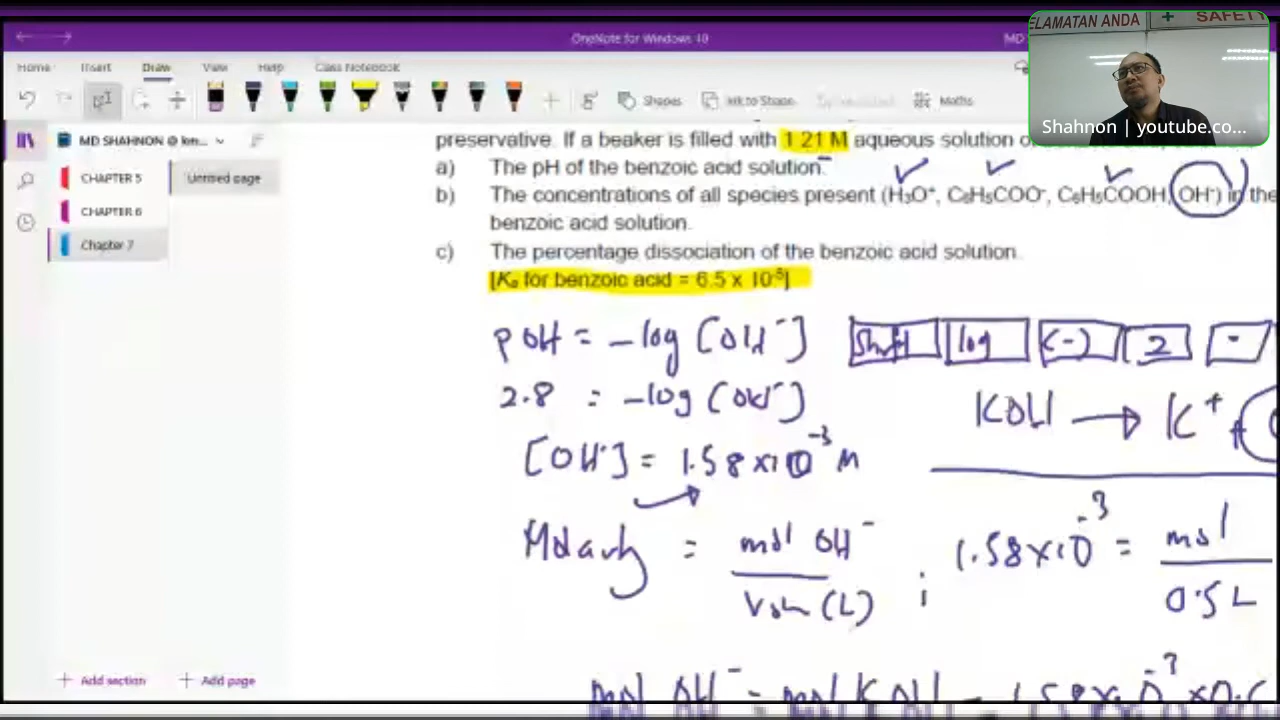 ELAMATAN ANDA + SAFETY
OneNote for Windows 10
MD
Home Insert Draw View Help Class Notebook
Shapes Ink to Shape Maths
Shahnon | youtube.co...
MD SHAHNON @ km...
CHAPTER 5
CHAPTER 6
Chapter 7
Untitled page
preservative. If a beaker is filled with 1.21 M aqueous solution
a) The pH of the benzoic acid solution.
b) The concentrations of all species present (H₃O⁺, C₆H₅COO⁻, C₆H₅COOH, OH⁻) in the
benzoic acid solution.
c) The percentage dissociation of the benzoic acid solution.
[Kₐ for benzoic acid = 6.5 x 10⁻⁵]
pOH = -log [OH⁻]
Shift log (-) 2 .
2.8 = -log [OH⁻]
KOH → K⁺ +
[OH⁻] = 1.58x10⁻³ M
Molarity = mol OH⁻ / Vol (L) ; 1.58x10⁻³ = mol / 0.5 L
mol OH⁻ = mol KOH = 1.58x10⁻³ x0.5
+ Add section + Add page